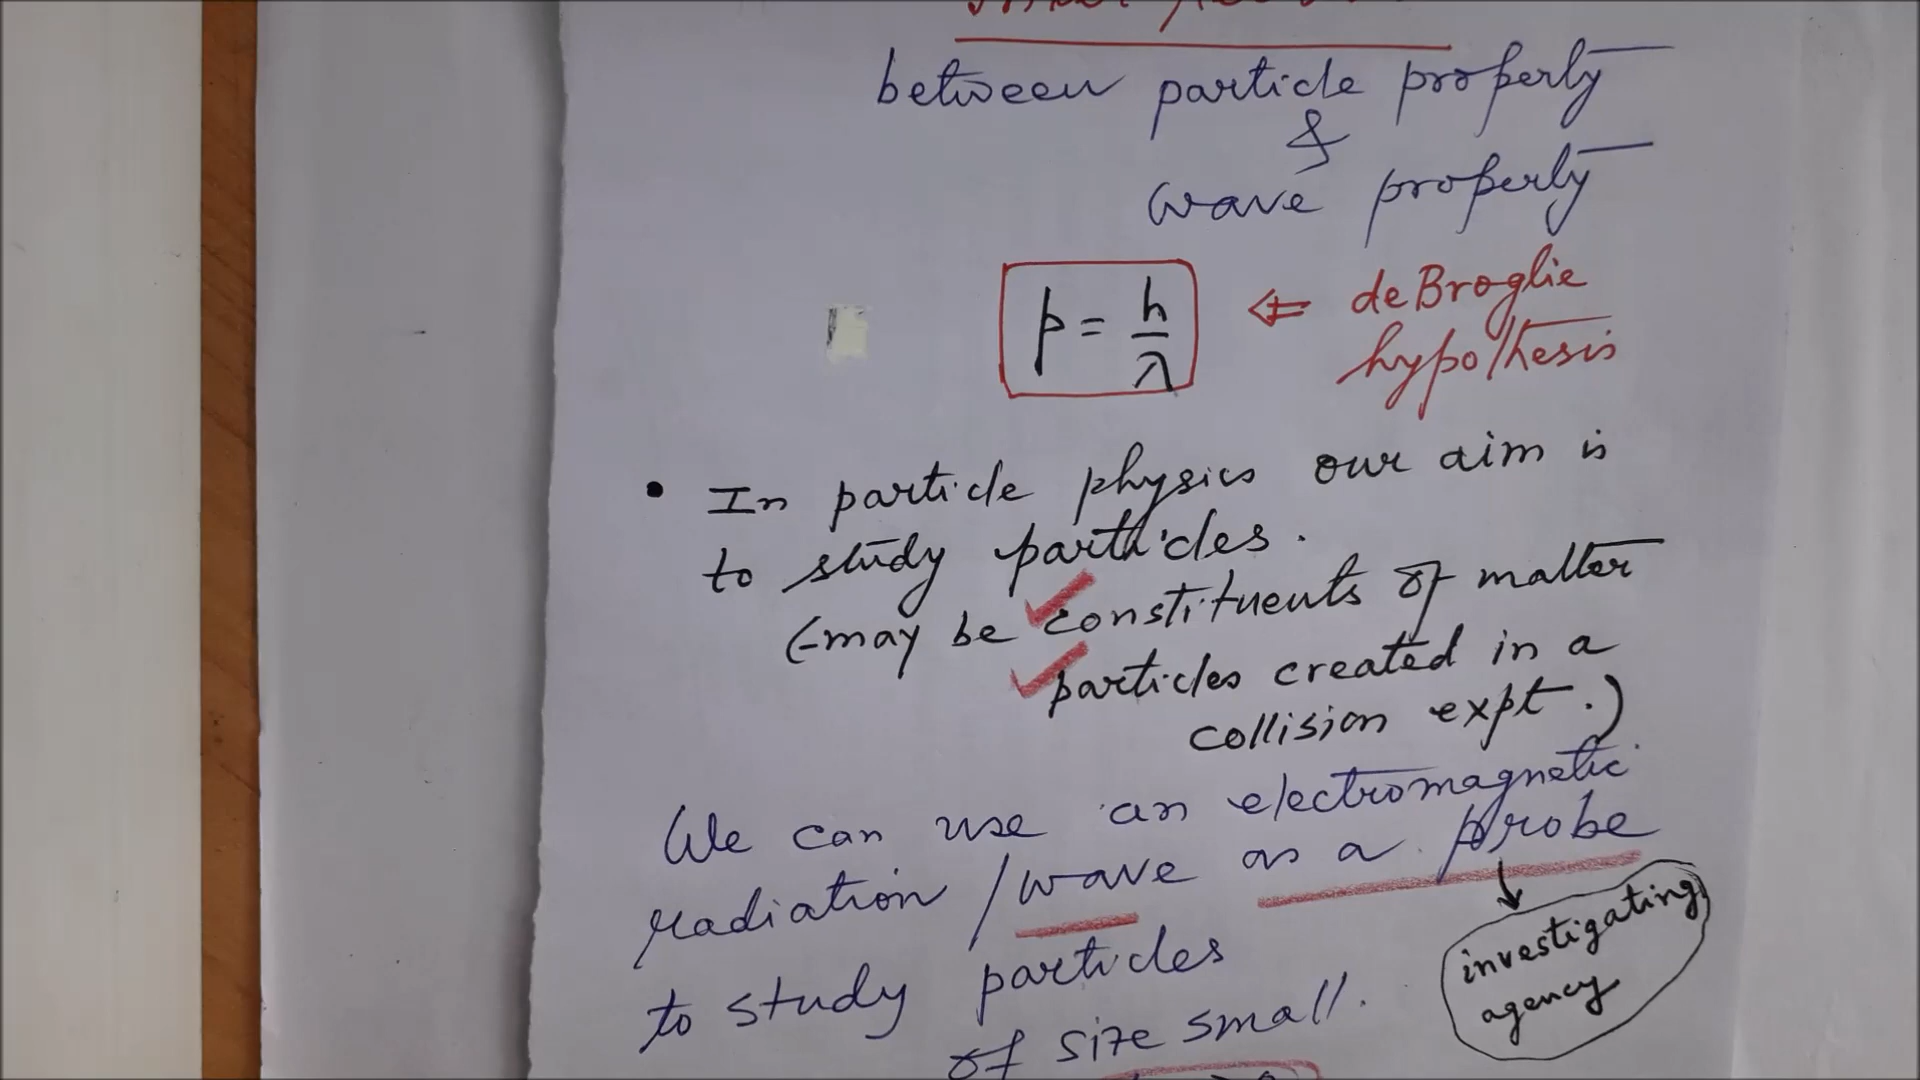 between particle property
&
wave property
p = h/λ ⇐ deBroglie
hypothesis
• In particle physics our aim is
to study particles.
(may be constituents of matter
particles created in a
collision expt.)
We can use an electromagnetic
radiation / wave as a probe
investigating
agency
to study particles
of size small.